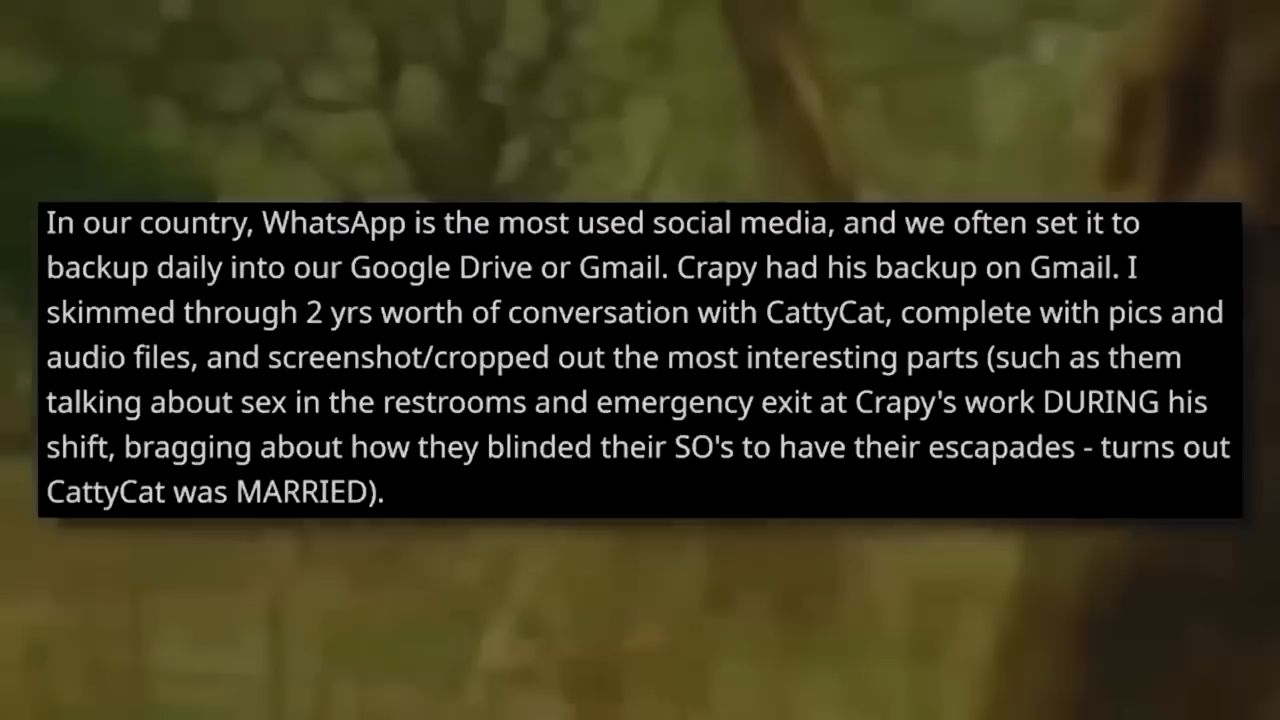 In our country, WhatsApp is the most used social media, and we often set it to
backup daily into our Google Drive or Gmail. Crapy had his backup on Gmail. I
skimmed through 2 yrs worth of conversation with CattyCat, complete with pics and
audio files, and screenshot/cropped out the most interesting parts (such as them
talking about sex in the restrooms and emergency exit at Crapy's work DURING his
shift, bragging about how they blinded their SO's to have their escapades - turns out
CattyCat was MARRIED).